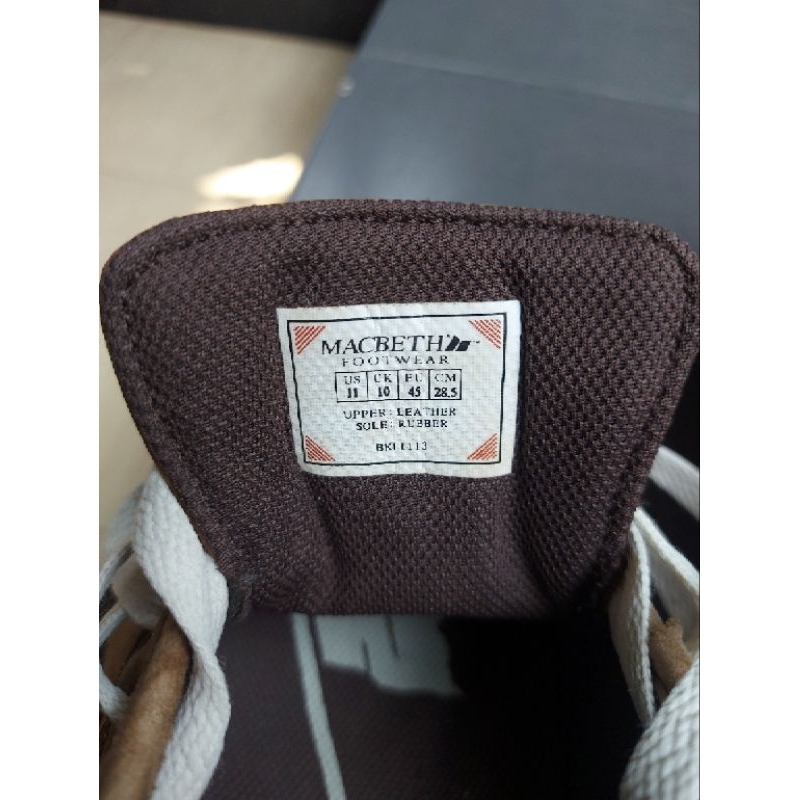 MACBETH
FOOTWEAR
US UK EU CM
11 10 45 28.5
UPPER: LEATHER
SOLE: RUBBER